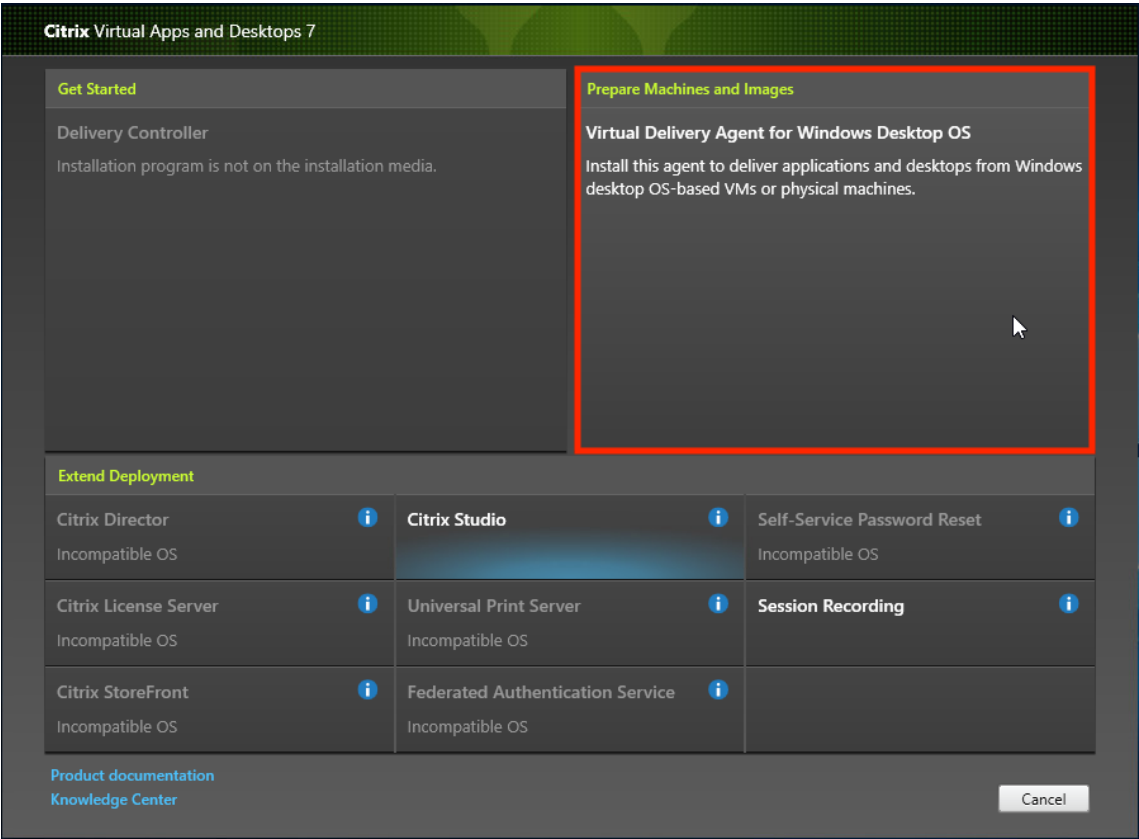 Citrix Virtual Apps and Desktops 7
Get Started
Delivery Controller
Installation program is not on the installation media.
Prepare Machines and Images
Virtual Delivery Agent for Windows Desktop OS
Install this agent to deliver applications and desktops from Windows
desktop OS-based VMs or physical machines.
Extend Deployment
Citrix Director
Incompatible OS
Citrix Studio
Self-Service Password Reset
Incompatible OS
Citrix License Server
Incompatible OS
Universal Print Server
Incompatible OS
Session Recording
Citrix StoreFront
Incompatible OS
Federated Authentication Service
Incompatible OS
Product documentation
Knowledge Center
Cancel